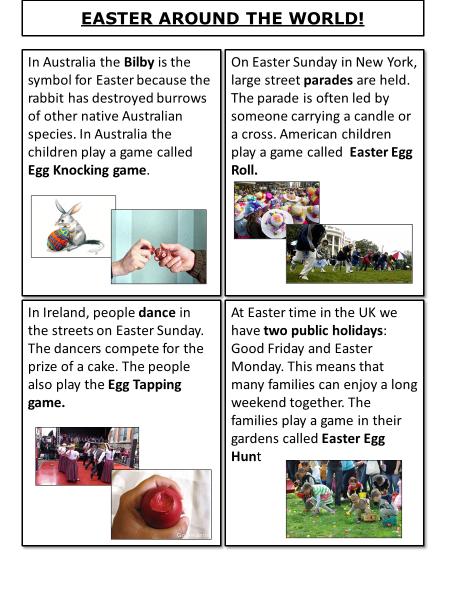 EASTER AROUND THE WORLD!
In Australia the Bilby is the
symbol for Easter because the
rabbit has destroyed burrows
of other native Australian
species. In Australia the
children play a game called
Egg Knocking game.
On Easter Sunday in New York,
large street parades are held.
The parade is often led by
someone carrying a candle or
a cross. American children
play a game called Easter Egg
Roll.
In Ireland, people dance in
the streets on Easter Sunday.
The dancers compete for the
prize of a cake. The people
also play the Egg Tapping
game.
At Easter time in the UK we
have two public holidays:
Good Friday and Easter
Monday. This means that
many families can enjoy a long
weekend together. The
families play a game in their
gardens called Easter Egg
Hunt